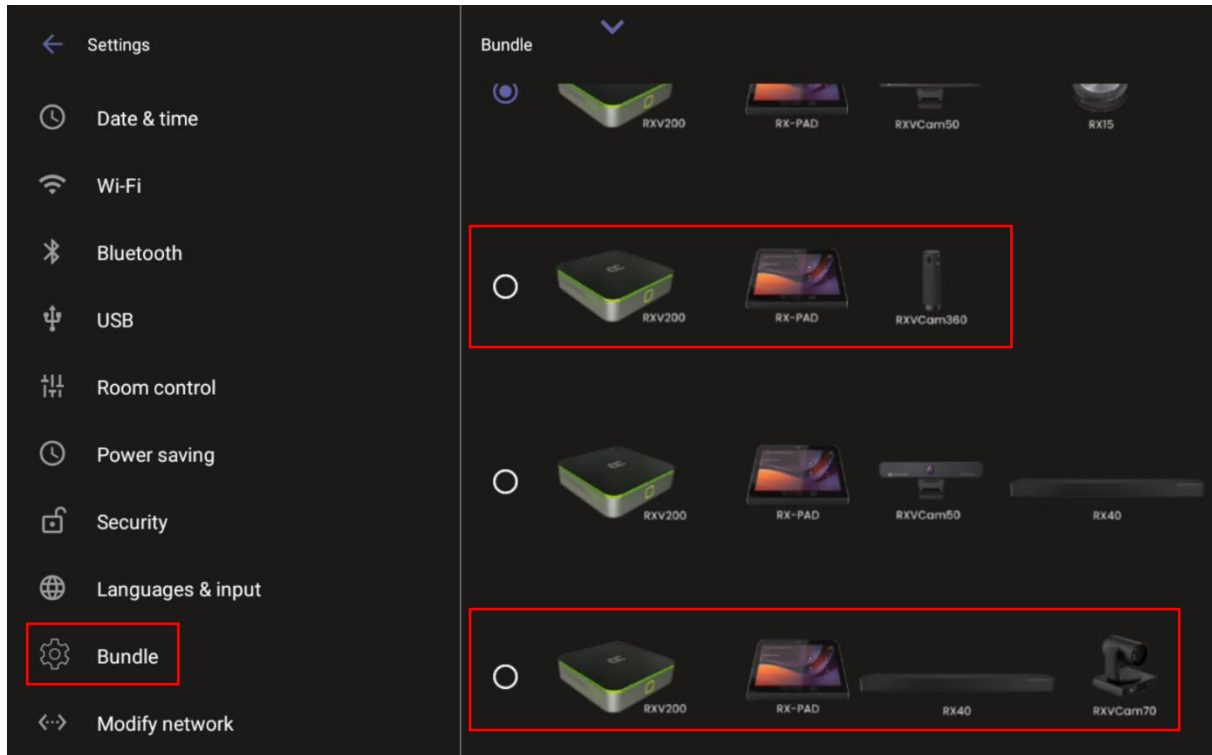 Settings
Date & time
Wi-Fi
Bluetooth
USB
Room control
Power saving
Security
Languages & input
Bundle
Modify network
Bundle
RXV200 RX-PAD RXVCam50 RX15
RXV200 RX-PAD RXVCam360
RXV200 RX-PAD RXVCam50 RX40
RXV200 RX-PAD RX40 RXVCam70